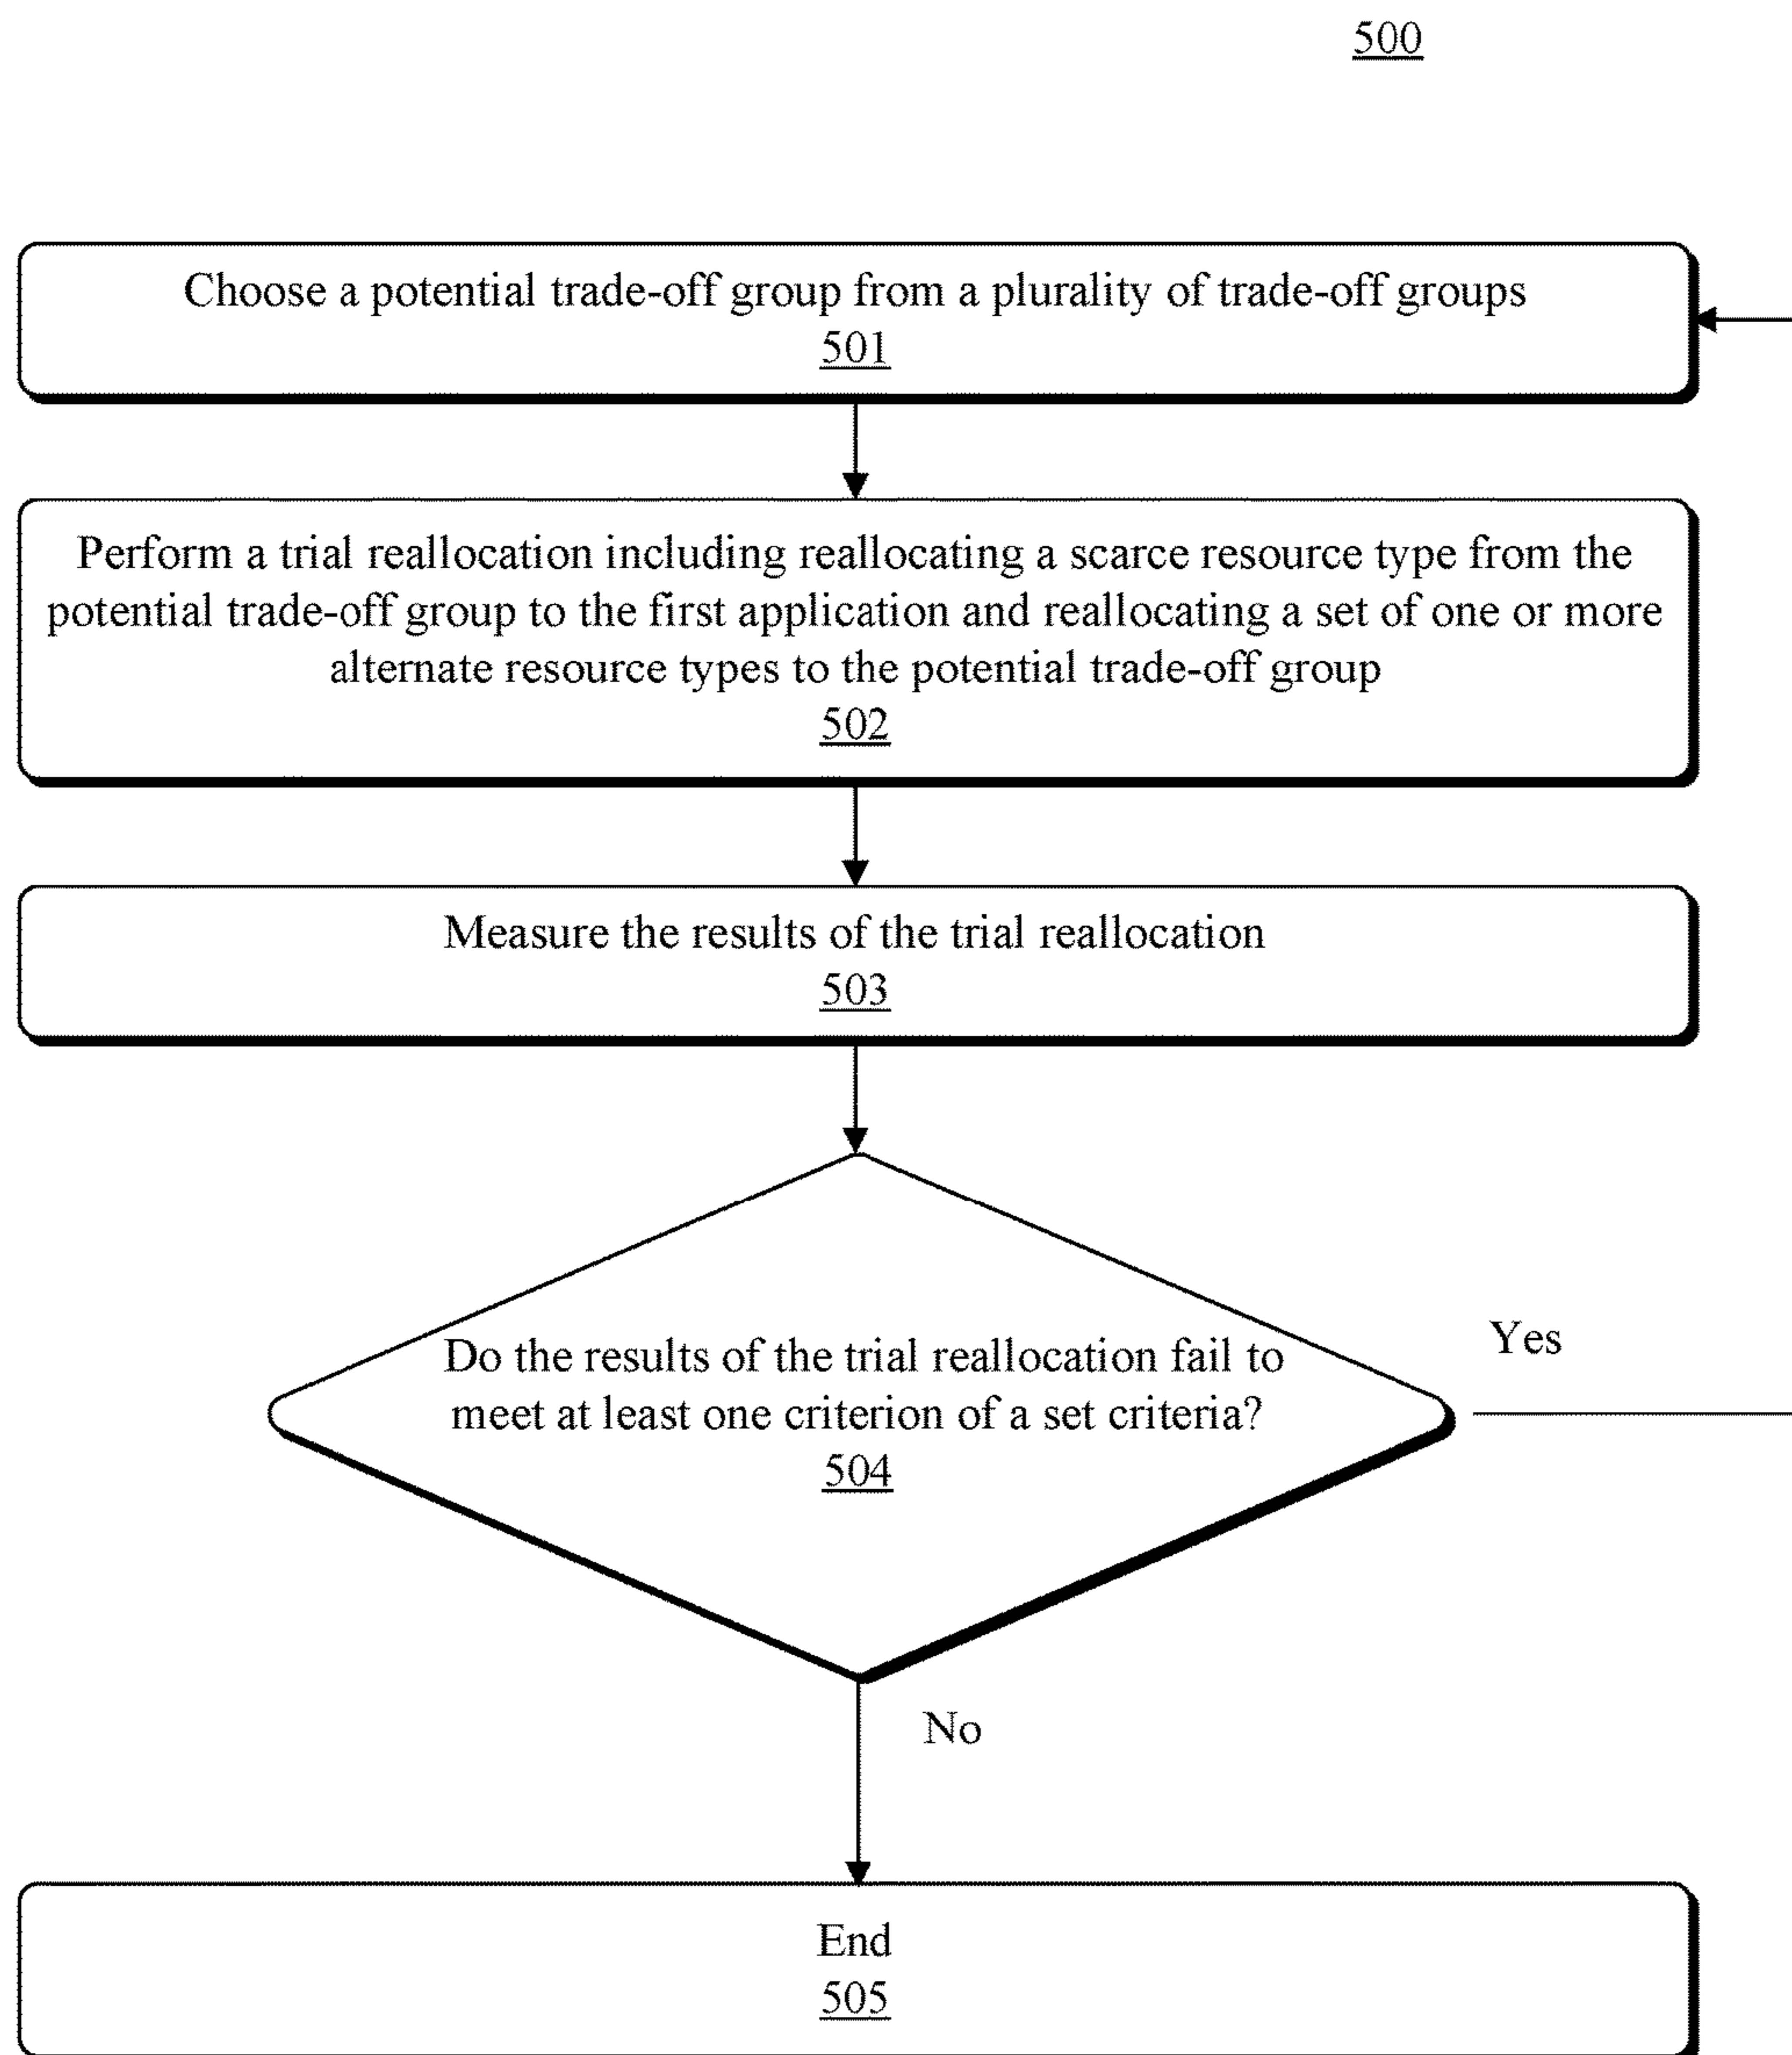 500
Choose a potential trade-off group from a plurality of trade-off groups
501
Perform a trial reallocation including reallocating a scarce resource type from the
potential trade-off group to the first application and reallocating a set of one or more
alternate resource types to the potential trade-off group
502
Measure the results of the trial reallocation
503
Do the results of the trial reallocation fail to
meet at least one criterion of a set criteria?
504
Yes
No
End
505